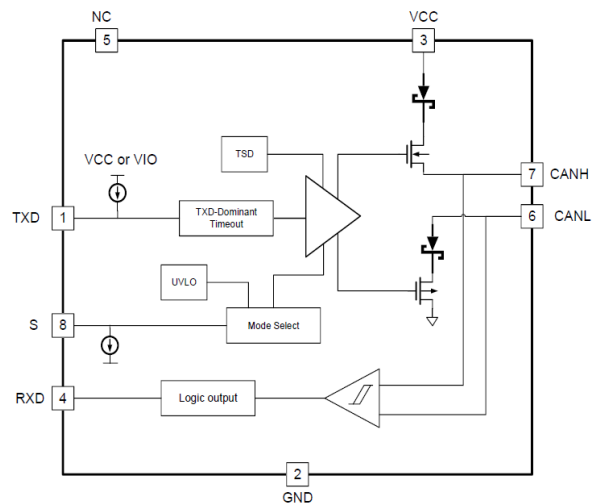 NC
VCC
5
3
TSD
VCC or VIO
7 CANH
TXD 1
TXD-Dominant
Timeout
6 CANL
UVLO
S 8
Mode Select
RXD 4
Logic output
2
GND